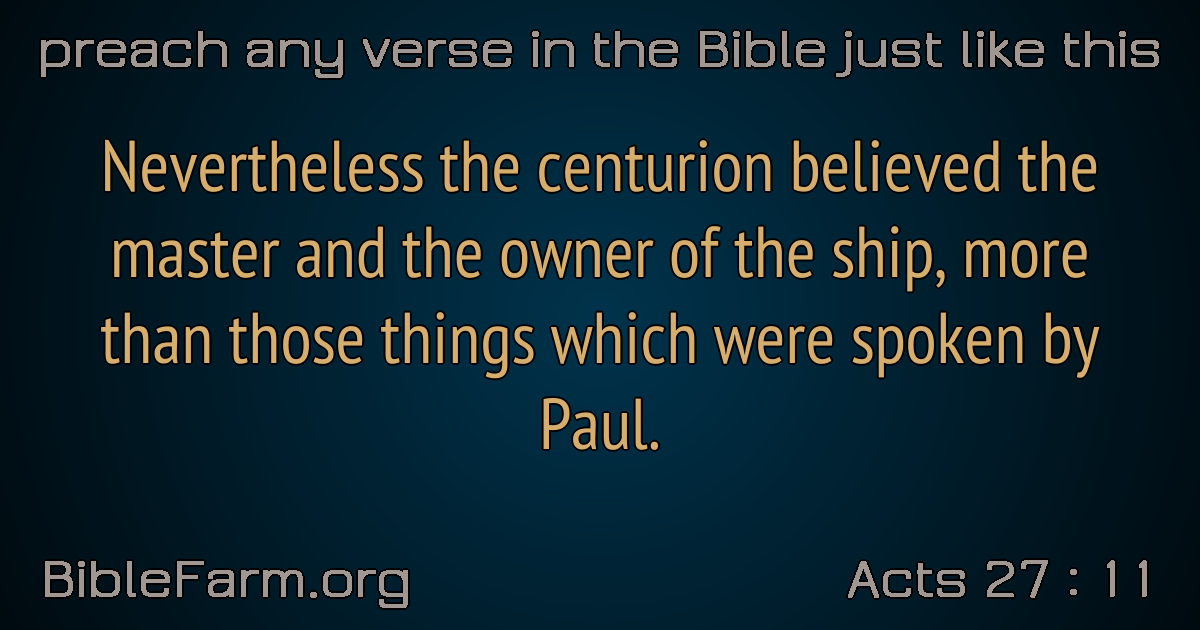 preach any verse in the Bible just like this
Nevertheless the centurion believed the
master and the owner of the ship, more
than those things which were spoken by
Paul.
BibleFarm.org
Acts 27 : 11